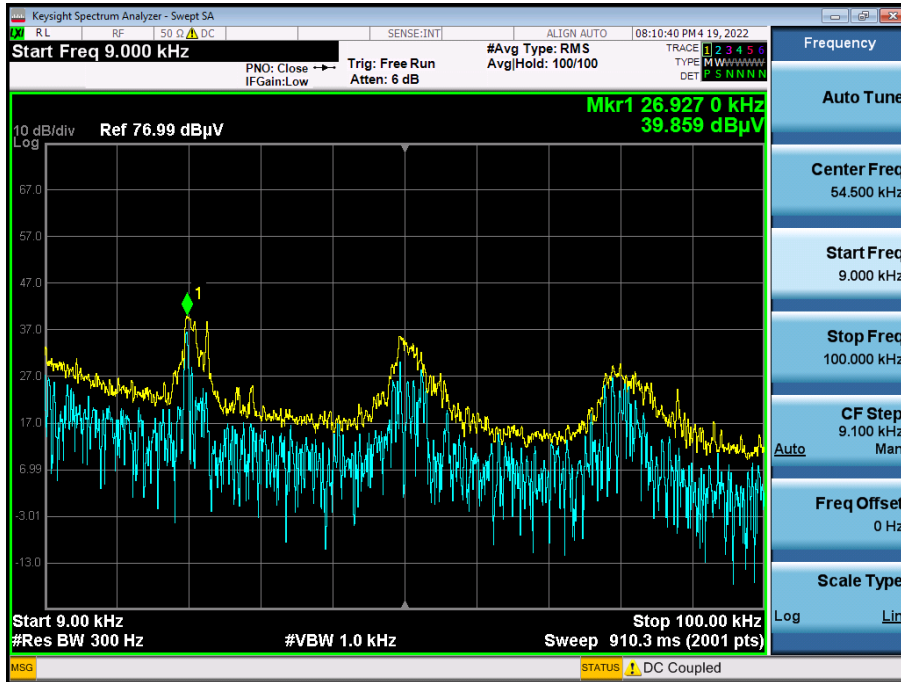 Keysight Spectrum Analyzer - Swept SA
LXI RL RF 50 Ω DC SENSE:INT ALIGN AUTO 08:10:40 PM 4 19, 2022
Start Freq 9.000 kHz
PNO: Close
IFGain:Low
Trig: Free Run
Atten: 6 dB
#Avg Type: RMS
Avg|Hold: 100/100
TRACE 1 2 3 4 5 6
TYPE M W W W W W
DET P S N N N N
Mkr1 26.927 0 kHz
39.859 dBµV
10 dB/div Ref 76.99 dBµV
Log
67.0
57.0
47.0
1
37.0
27.0
17.0
6.99
-3.01
-13.0
Start 9.00 kHz Stop 100.00 kHz
#Res BW 300 Hz #VBW 1.0 kHz Sweep 910.3 ms (2001 pts)
MSG STATUS DC Coupled
Frequency
Auto Tune
Center Freq
54.500 kHz
Start Freq
9.000 kHz
Stop Freq
100.000 kHz
CF Step
9.100 kHz
Auto Man
Freq Offset
0 Hz
Scale Type
Log Lin